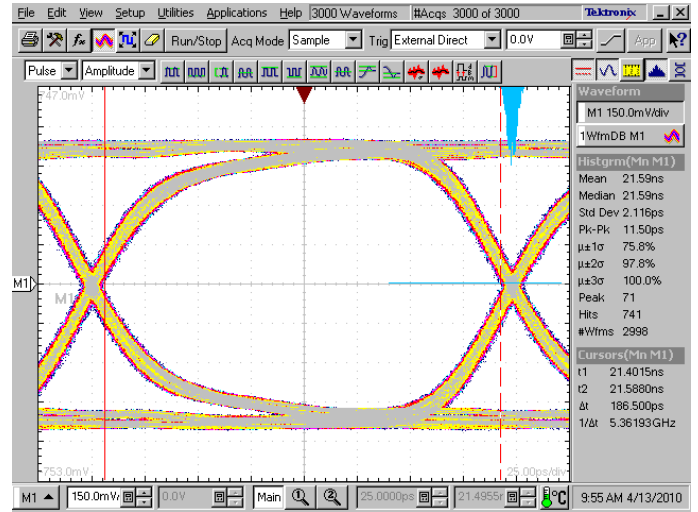 File Edit View Setup Utilities Applications Help 3000 Waveforms #Acqs 3000 of 3000 Tektronix
Run/Stop Acq Mode Sample Trig External Direct 0.0V App
Pulse Amplitude
747.0mV
Waveform
M1 150.0mV/div
1WfmDB M1
Histgrm(Mn M1)
Mean 21.59ns
Median 21.59ns
Std Dev 2.116ps
Pk-Pk 11.50ps
µ±1σ 75.8%
µ±2σ 97.8%
µ±3σ 100.0%
Peak 71
Hits 741
#Wfms 2998
M1
M1
Cursors(Mn M1)
t1 21.4015ns
t2 21.5880ns
Δt 186.500ps
1/Δt 5.36193GHz
-753.0mV 25.00ps/div
M1 150.0mV/ 0.0V Main 1 2 25.0000ps 21.4955r °C 9:55 AM 4/13/2010